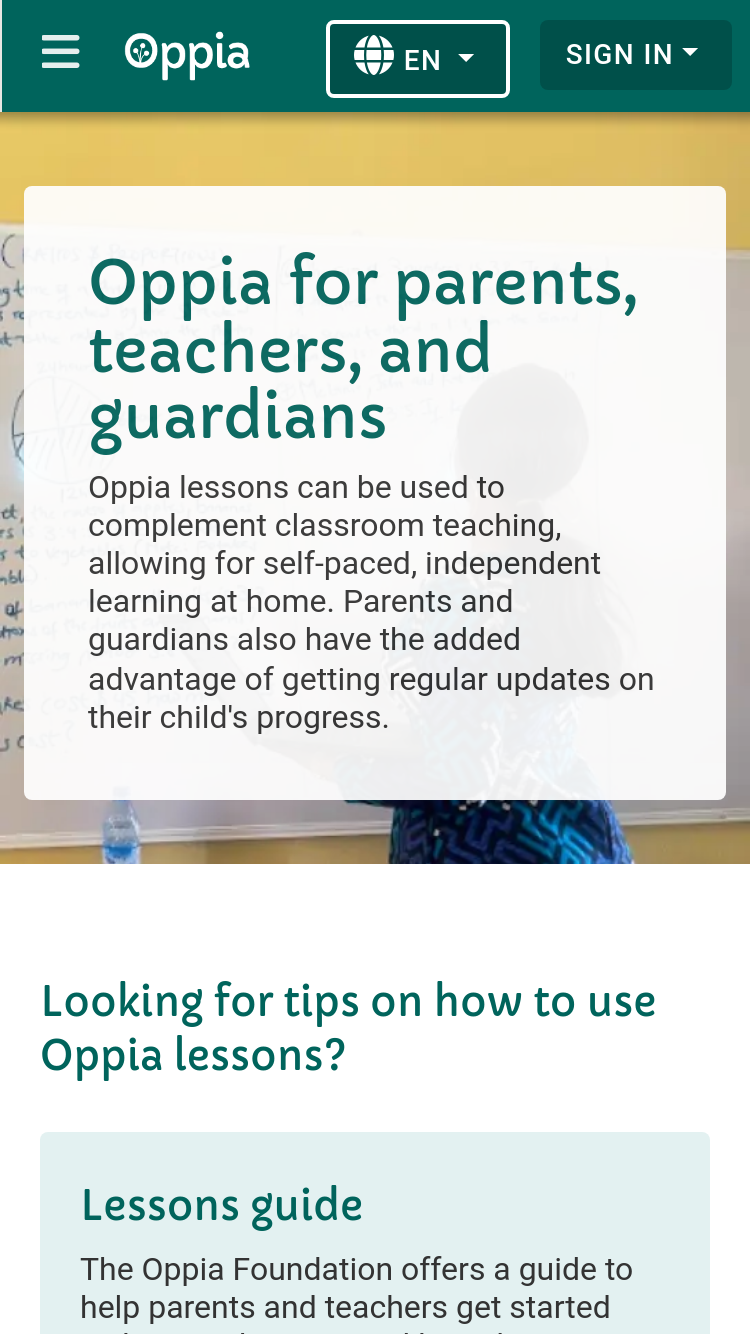 Oppia
EN
SIGN IN
Oppia for parents,
teachers, and
guardians
Oppia lessons can be used to
complement classroom teaching,
allowing for self-paced, independent
learning at home. Parents and
guardians also have the added
advantage of getting regular updates on
their child's progress.
Looking for tips on how to use
Oppia lessons?
Lessons guide
The Oppia Foundation offers a guide to
help parents and teachers get started